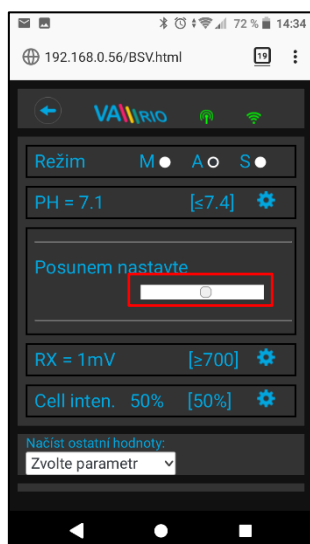 72 % 14:34
192.168.0.56/BSV.html 19
VA RIO
Režim M A S
PH = 7.1 [≤7.4]
Posunem nastavte
RX = 1mV [≥700]
Cell inten. 50% [50%]
Načíst ostatní hodnoty:
Zvolte parametr